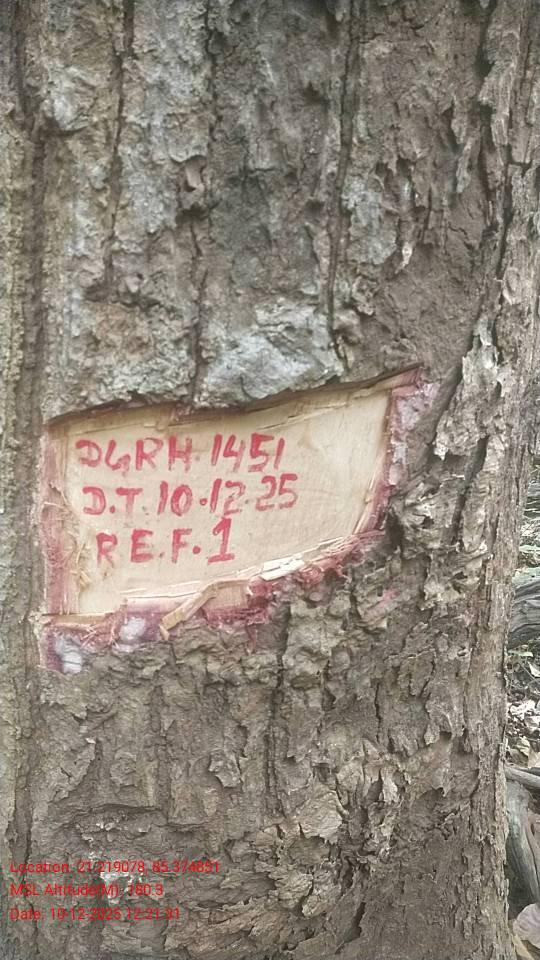 DGRH-1451
D.T.10.12.25
R.E.F.1
Location: 21.219078, 85.374851
MSL Altitude(M): 180.9
Date: 10-12-2025 12:21:31